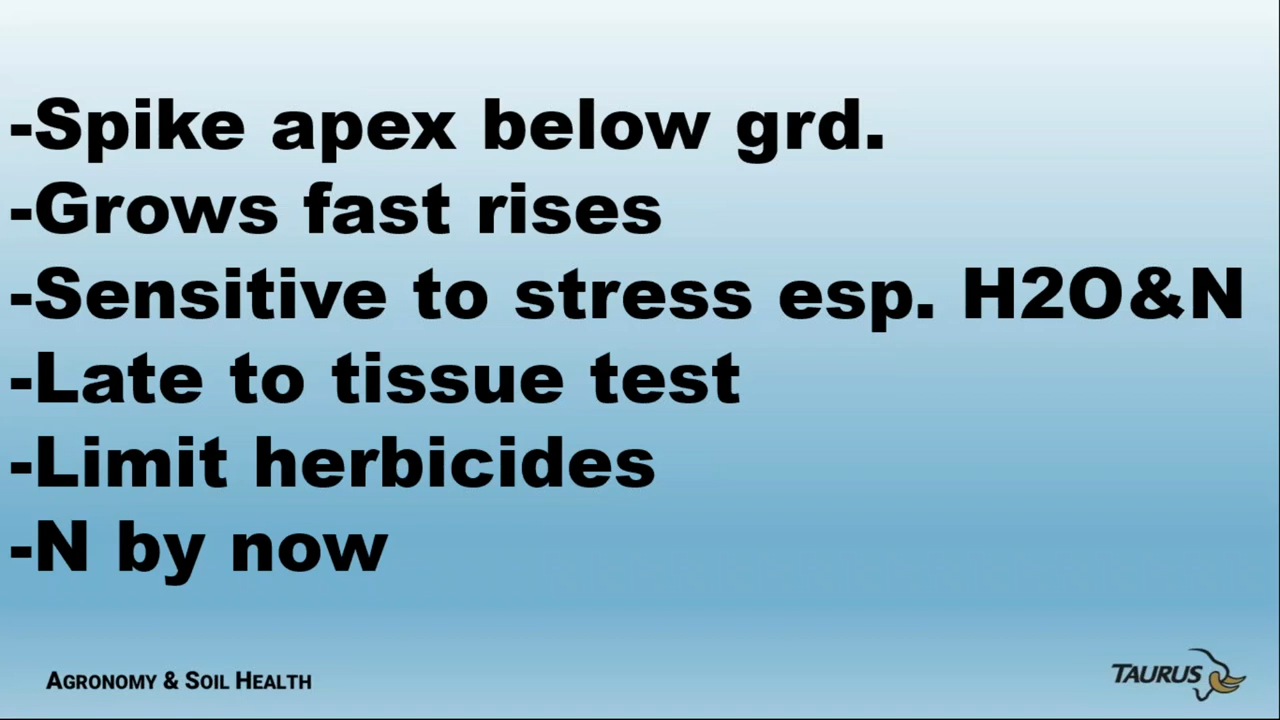 -Spike apex below grd.
-Grows fast rises
-Sensitive to stress esp. H2O&N
-Late to tissue test
-Limit herbicides
-N by now
AGRONOMY & SOIL HEALTH
TAURUS